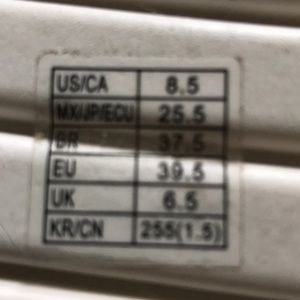 US/CA 8.5
MX/JP/ECU 25.5
BR 37.5
EU 39.5
UK 6.5
KR/CN 255(1.5)